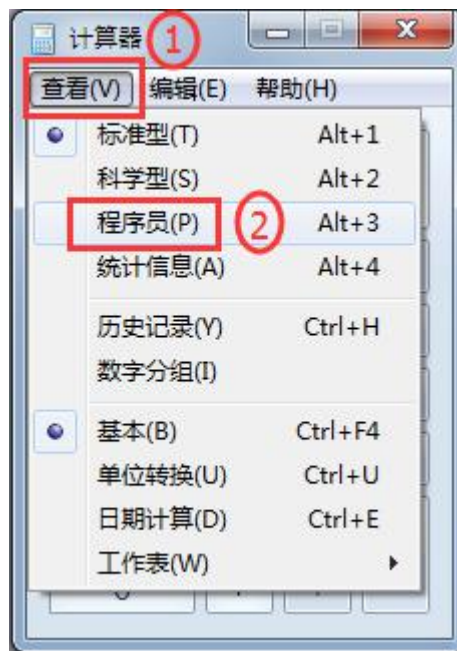 计算器 1
查看(V) 编辑(E) 帮助(H)
标准型(T) Alt+1
科学型(S) Alt+2
程序员(P) 2 Alt+3
统计信息(A) Alt+4
历史记录(Y) Ctrl+H
数字分组(I)
基本(B) Ctrl+F4
单位转换(U) Ctrl+U
日期计算(D) Ctrl+E
工作表(W)